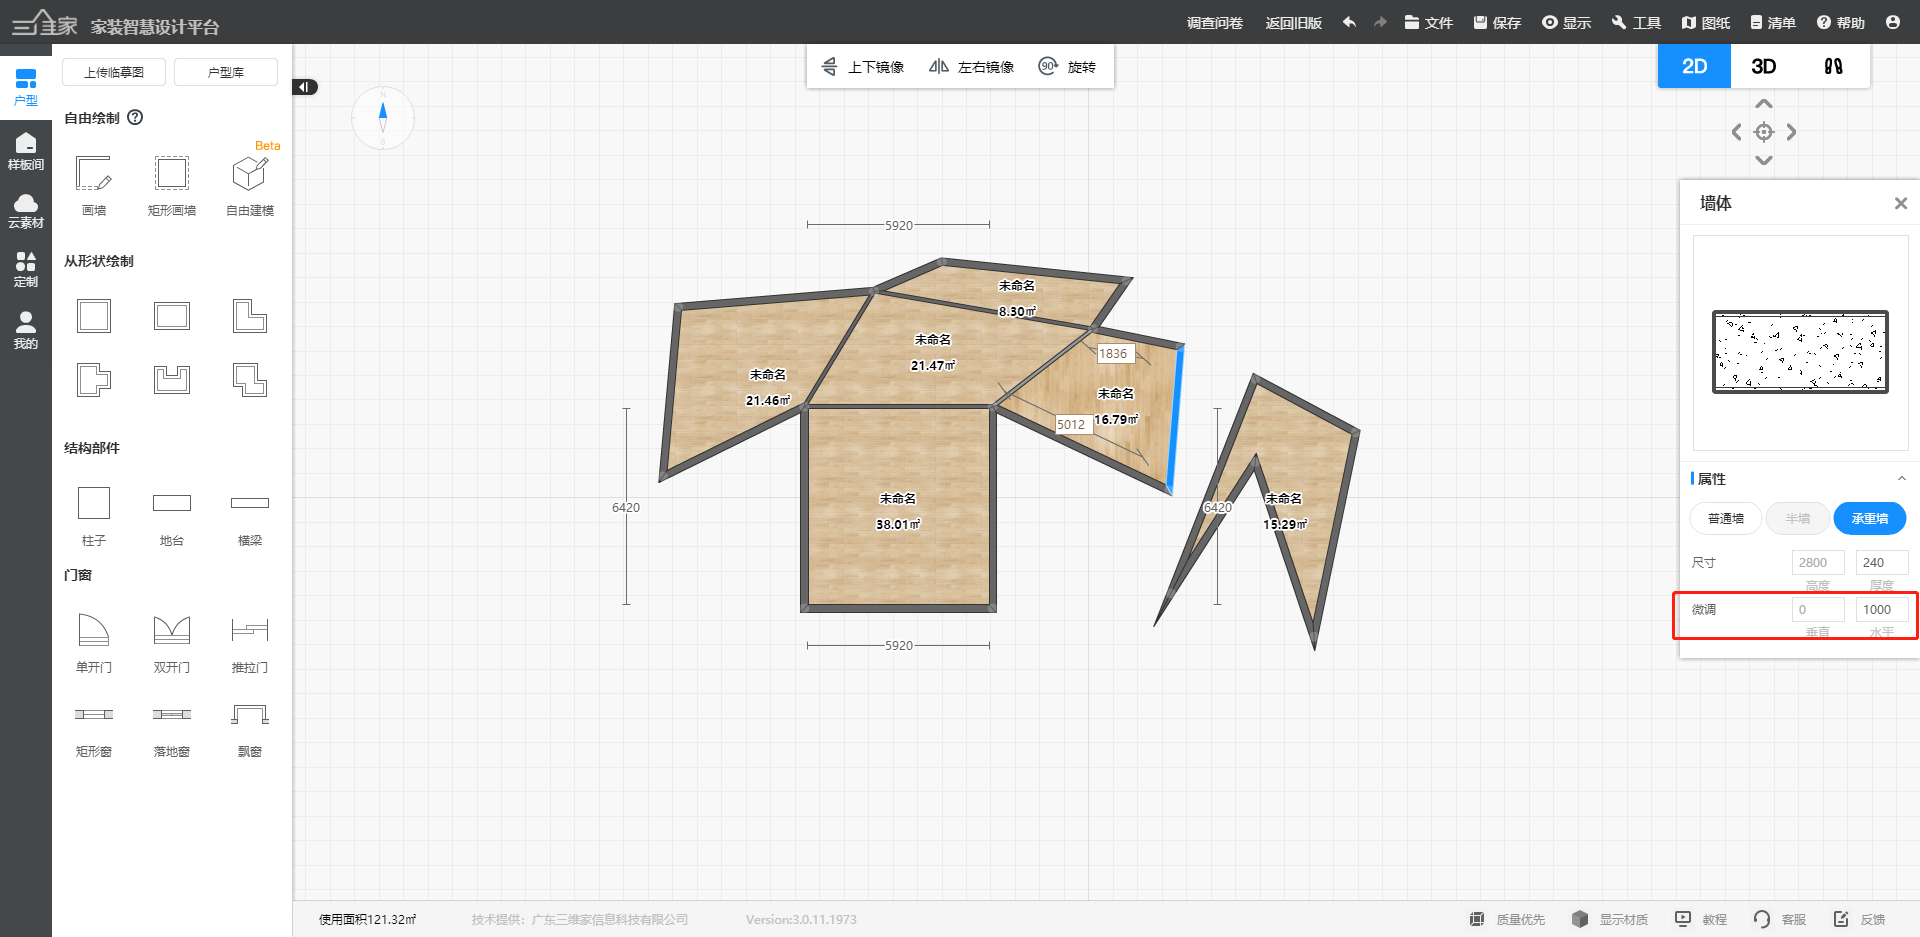 三维家 家装智慧设计平台
调查问卷 返回旧版 文件 保存 显示 工具 图纸 清单 帮助
户型
样板间
云素材
定制
我的
上传临摹图 户型库
自由绘制
Beta
画墙 矩形画墙 自由建模
从形状绘制
结构部件
柱子 地台 横梁
门窗
单开门 双开门 推拉门
矩形窗 落地窗 飘窗
上下镜像 左右镜像 90° 旋转
N
S
2D 3D
5920
未命名
8.30㎡
未命名
21.47㎡
未命名
21.46㎡
1836
未命名
16.79㎡
5012
未命名
38.01㎡
6420
6420
未命名
15.29㎡
5920
墙体
属性
普通墙 半墙 承重墙
尺寸 2800 240
高度 厚度
微调 0 1000
垂直 水平
使用面积121.32㎡ 技术提供：广东三维家信息科技有限公司 Version:3.0.11.1973
质量优先 显示材质 教程 客服 反馈